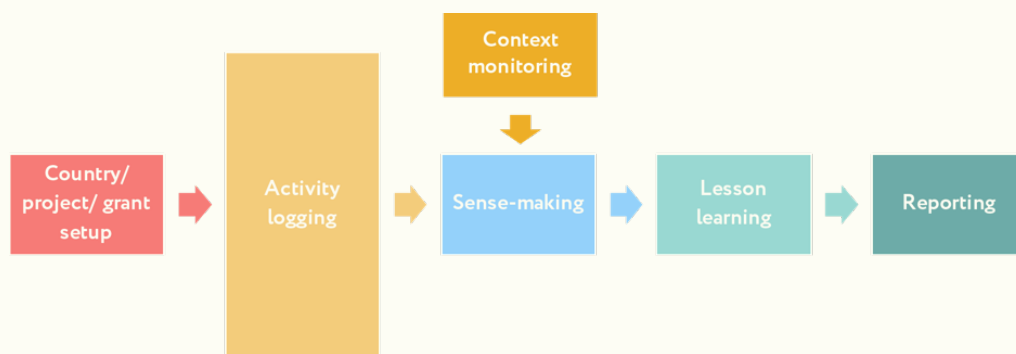 Context
monitoring
Country/
project/ grant
setup
Activity
logging
Sense-making
Lesson
learning
Reporting